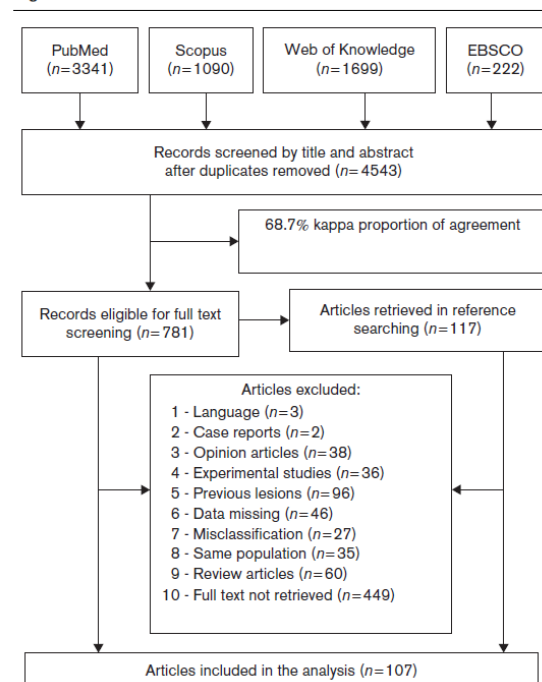 PubMed
(n=3341)
Scopus
(n=1090)
Web of Knowledge
(n=1699)
EBSCO
(n=222)
Records screened by title and abstract
after duplicates removed (n=4543)
68.7% kappa proportion of agreement
Records eligible for full text
screening (n=781)
Articles retrieved in reference
searching (n=117)
Articles excluded:
1 - Language (n=3)
2 - Case reports (n=2)
3 - Opinion articles (n=38)
4 - Experimental studies (n=36)
5 - Previous lesions (n=96)
6 - Data missing (n=46)
7 - Misclassification (n=27)
8 - Same population (n=35)
9 - Review articles (n=60)
10 - Full text not retrieved (n=449)
Articles included in the analysis (n=107)